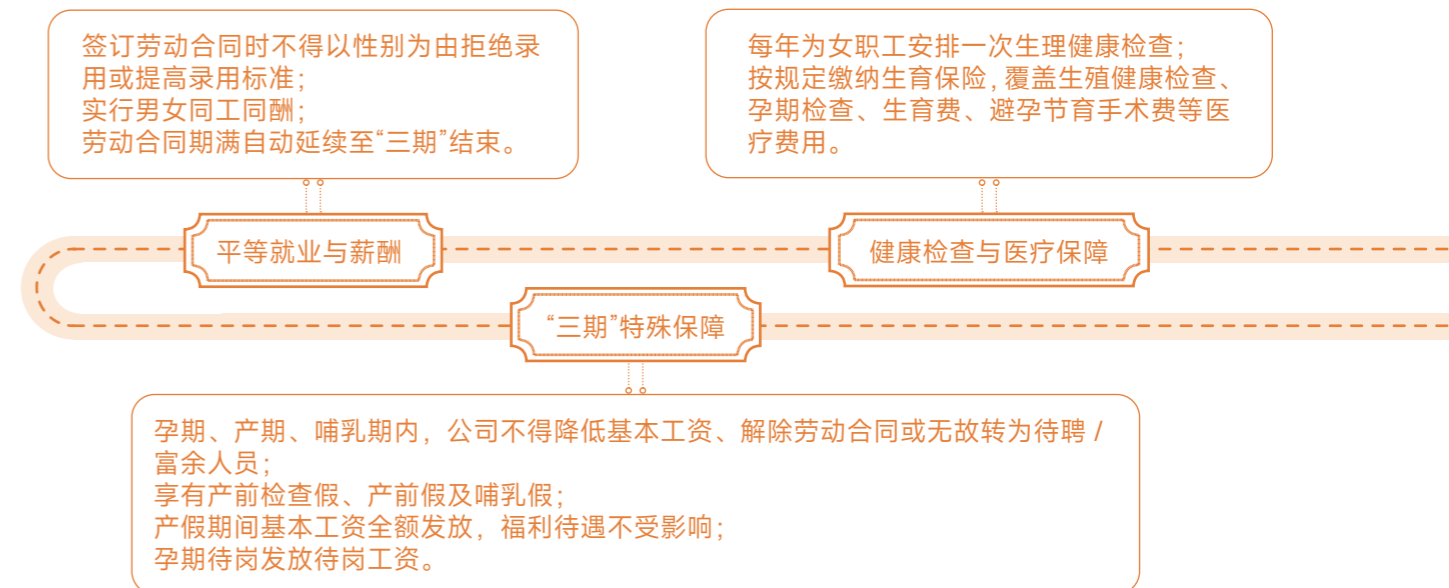 签订劳动合同时不得以性别为由拒绝录
用或提高录用标准；
实行男女同工同酬；
劳动合同期满自动延续至“三期”结束。
每年为女职工安排一次生理健康检查；
按规定缴纳生育保险，覆盖生殖健康检查、
孕期检查、生育费、避孕节育手术费等医
疗费用。
平等就业与薪酬
健康检查与医疗保障
“三期”特殊保障
孕期、产期、哺乳期内，公司不得降低基本工资、解除劳动合同或无故转为待聘 /
富余人员；
享有产前检查假、产前假及哺乳假；
产假期间基本工资全额发放，福利待遇不受影响；
孕期待岗发放待岗工资。